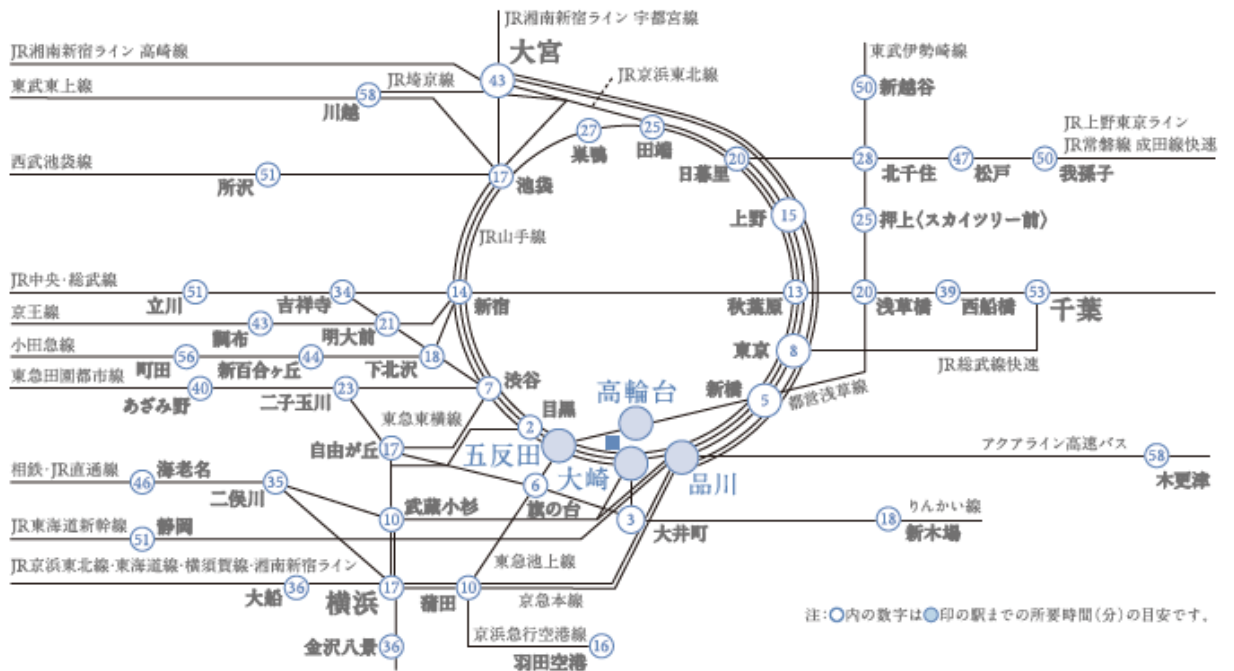 JR湘南新宿ライン 宇都宮線
大宮
43
JR湘南新宿ライン 高崎線
JR京浜東北線
JR埼京線
東武東上線
58
川越
東武伊勢崎線
50
新越谷
27
巣鴨
25
田端
20
日暮里
JR上野東京ライン
JR常磐線 成田線快速
28
北千住
47
松戸
50
我孫子
西武池袋線
51
所沢
17
池袋
上野
15
25
押上〈スカイツリー前〉
JR山手線
JR中央・総武線
51
立川
34
吉祥寺
14
新宿
13
秋葉原
20
浅草橋
39
西船橋
53
千葉
京王線
43
調布
21
明大前
小田急線
56
町田
44
新百合ヶ丘
18
下北沢
東京
8
JR総武線快速
東急田園都市線
40
あざみ野
23
二子玉川
7
渋谷
新橋
5
都営浅草線
高輪台
目黒
2
東急東横線
自由が丘
17
五反田
大崎
品川
アクアライン高速バス
58
木更津
相鉄・JR直通線
46
海老名
35
二俣川
6
旗の台
10
武蔵小杉
3
大井町
りんかい線
18
新木場
JR東海道新幹線
51
静岡
東急池上線
JR京浜東北線・東海道線・横須賀線・湘南新宿ライン
大船
36
横浜
17
蒲田
10
京急本線
注:○内の数字は●印の駅までの所要時間(分)の目安です。
金沢八景
36
京浜急行空港線
16
羽田空港